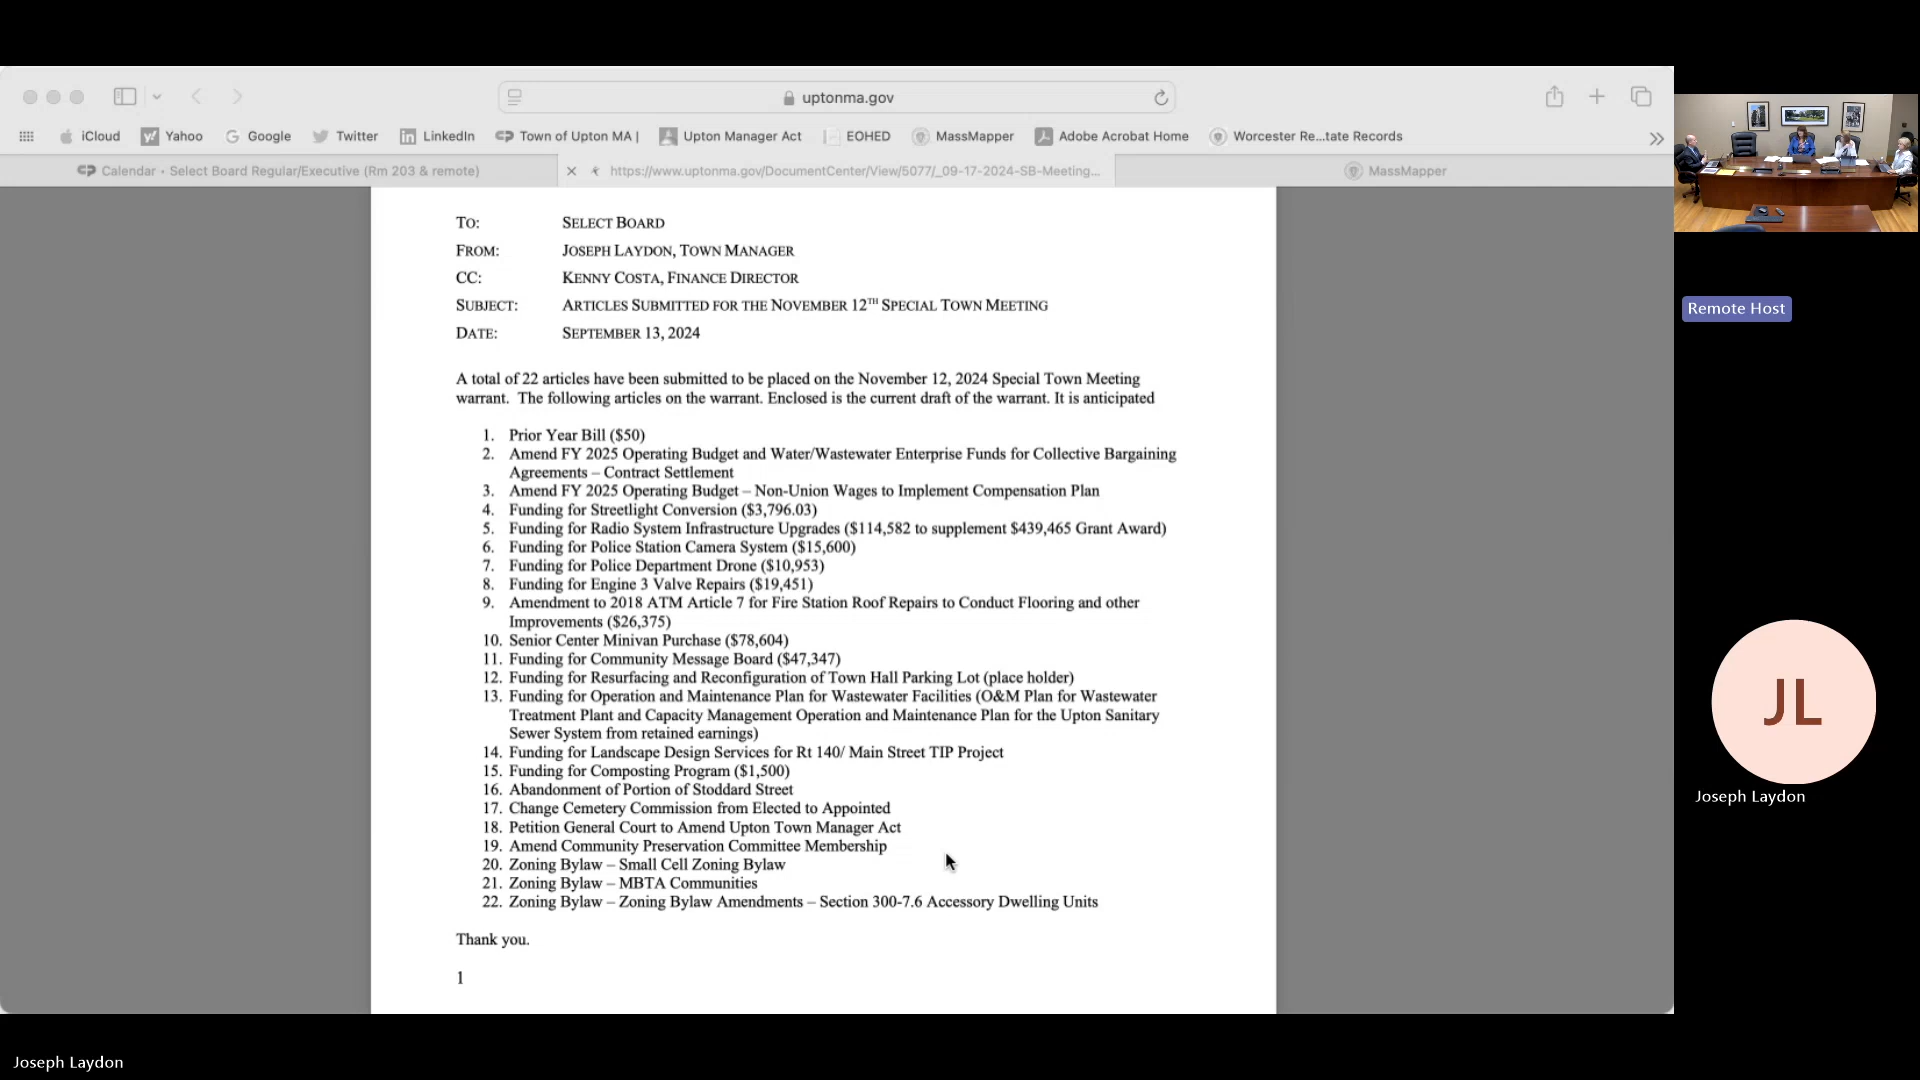 uptonma.gov
iCloud Yahoo Google Twitter LinkedIn Town of Upton MA | Upton Manager Act EOHED MassMapper Adobe Acrobat Home Worcester Re...tate Records
Calendar • Select Board Regular/Executive (Rm 203 & remote) https://www.uptonma.gov/DocumentCenter/View/5077/_09-17-2024-SB-Meeting... MassMapper
TO: SELECT BOARD
FROM: JOSEPH LAYDON, TOWN MANAGER
CC: KENNY COSTA, FINANCE DIRECTOR
SUBJECT: ARTICLES SUBMITTED FOR THE NOVEMBER 12TH SPECIAL TOWN MEETING
DATE: SEPTEMBER 13, 2024
A total of 22 articles have been submitted to be placed on the November 12, 2024 Special Town Meeting
warrant. The following articles on the warrant. Enclosed is the current draft of the warrant. It is anticipated
1. Prior Year Bill ($50)
2. Amend FY 2025 Operating Budget and Water/Wastewater Enterprise Funds for Collective Bargaining
Agreements – Contract Settlement
3. Amend FY 2025 Operating Budget – Non-Union Wages to Implement Compensation Plan
4. Funding for Streetlight Conversion ($3,796.03)
5. Funding for Radio System Infrastructure Upgrades ($114,582 to supplement $439,465 Grant Award)
6. Funding for Police Station Camera System ($15,600)
7. Funding for Police Department Drone ($10,953)
8. Funding for Engine 3 Valve Repairs ($19,451)
9. Amendment to 2018 ATM Article 7 for Fire Station Roof Repairs to Conduct Flooring and other
Improvements ($26,375)
10. Senior Center Minivan Purchase ($78,604)
11. Funding for Community Message Board ($47,347)
12. Funding for Resurfacing and Reconfiguration of Town Hall Parking Lot (place holder)
13. Funding for Operation and Maintenance Plan for Wastewater Facilities (O&M Plan for Wastewater
Treatment Plant and Capacity Management Operation and Maintenance Plan for the Upton Sanitary
Sewer System from retained earnings)
14. Funding for Landscape Design Services for Rt 140/ Main Street TIP Project
15. Funding for Composting Program ($1,500)
16. Abandonment of Portion of Stoddard Street
17. Change Cemetery Commission from Elected to Appointed
18. Petition General Court to Amend Upton Town Manager Act
19. Amend Community Preservation Committee Membership
20. Zoning Bylaw – Small Cell Zoning Bylaw
21. Zoning Bylaw – MBTA Communities
22. Zoning Bylaw – Zoning Bylaw Amendments – Section 300-7.6 Accessory Dwelling Units
Thank you.
1
Remote Host
JL
Joseph Laydon
Joseph Laydon